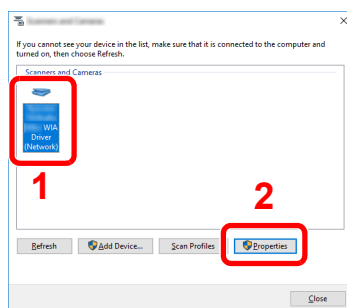 If you cannot see your device in the list, make sure that it is connected to the computer and
turned on, then choose Refresh.
Scanners and Cameras
WIA
Driver
(Network)
1
2
Refresh
Add Device...
Scan Profiles
Properties
Close